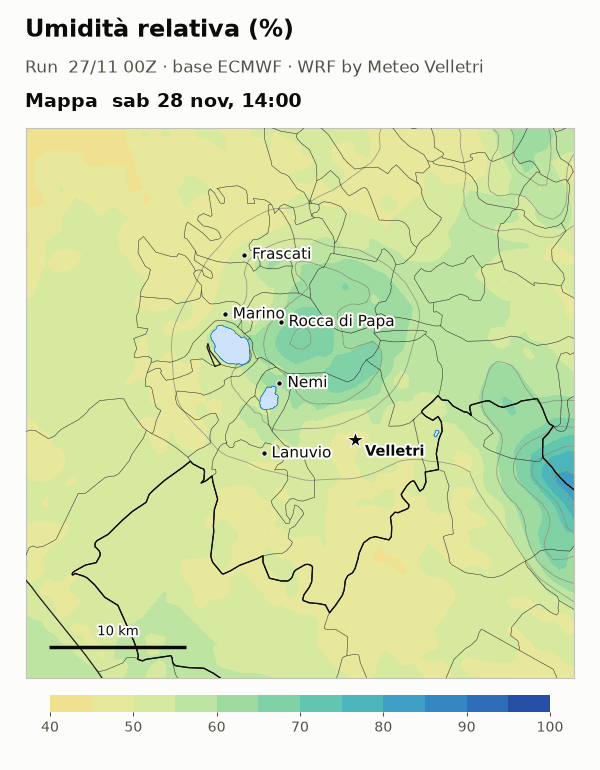 Umidità relativa (%)
Run  27/11 00Z · base ECMWF · WRF by Meteo Velletri
Mappa  sab 28 nov, 14:00
Frascati
Marino
Rocca di Papa
Nemi
Velletri
Lanuvio
10 km
40 50 60 70 80 90 100